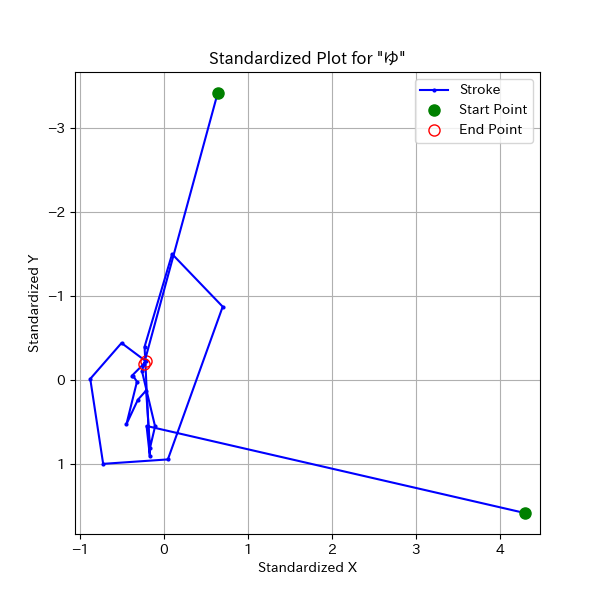 Standardized Plot for "ゆ"
Stroke
Start Point
End Point
Standardized Y
−3
−2
−1
0
1
−1
0
1
2
3
4
Standardized X